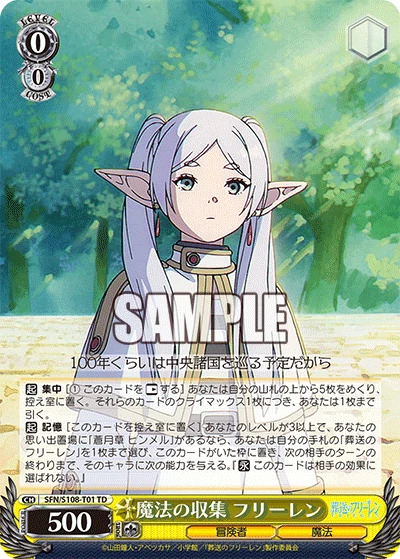 LEVEL
0
0
COST
SAMPLE
100年くらいは中央諸国を巡る予定だから
起 集中 [① このカードを する] あなたは自分の山札の上から5枚をめくり、
控え室に置く。それらのカードのクライマックス1枚につき、あなたは1枚まで
引く。
起 記憶 [このカードを する] あなたのレベルが3以上で、あなたの
思い出置場に「蒼月草 ヒンメル」があるなら、あなたは自分の手札の「葬送の
フリーレン」を1枚まで選び、このカードがいた枠に置き、次の相手のターンの
終わりまで、そのキャラに次の能力を与える。『永 このカードは相手の効果に
選ばれない。』
CH SFN/S108-T01 TD
500
魔法の収集 フリーレン
葬送のフリーレン
冒険者
魔法
©山田鐘人・アベツカサ／小学館／「葬送のフリーレン」製作委員会